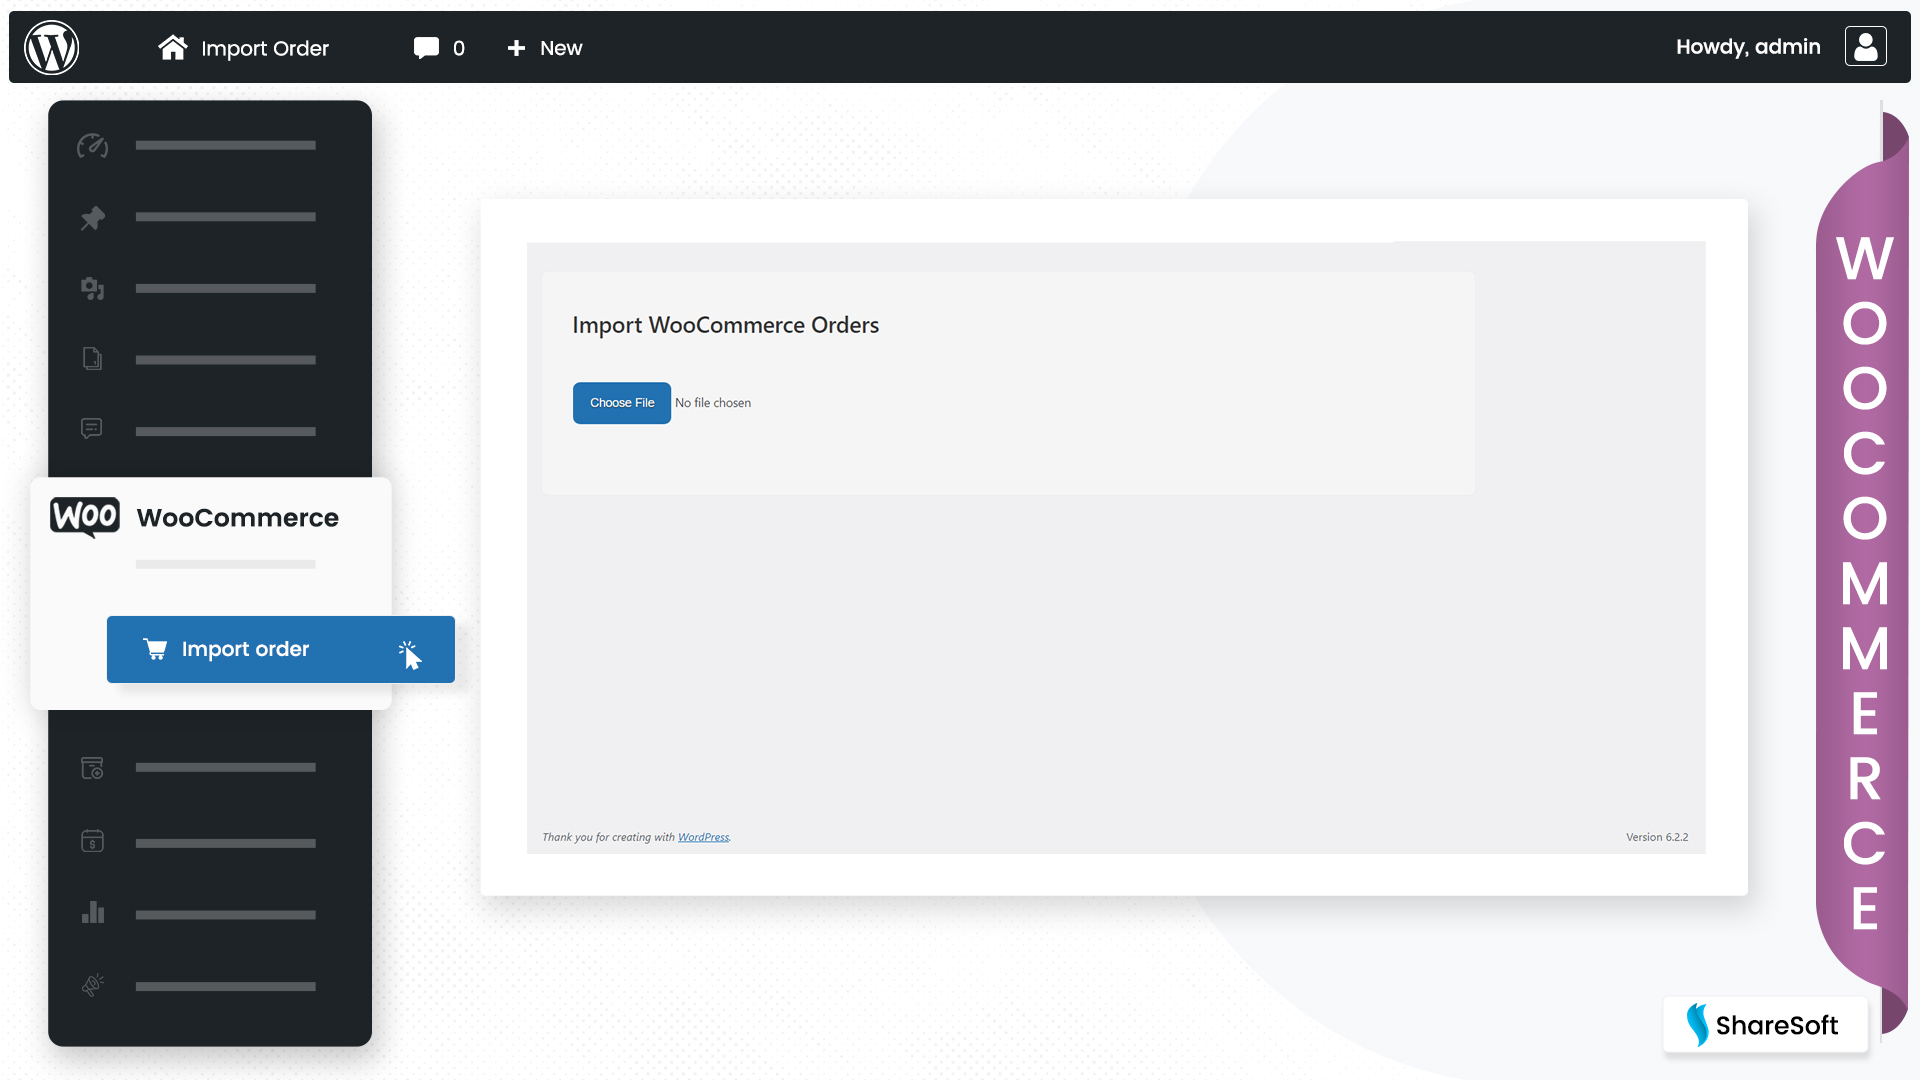 Import Order
0
New
Howdy, admin
WOO WooCommerce
Import order
Import WooCommerce Orders
Choose File No file chosen
Thank you for creating with WordPress.
Version 6.2.2
WOOCOMMERCE
ShareSoft